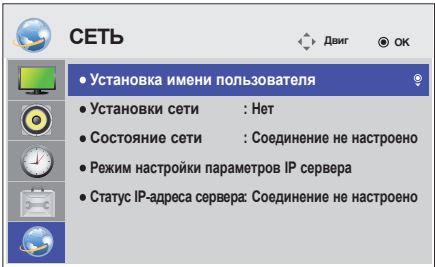 СЕТЬ
Двиг
ОК
● Установка имени пользователя
● Установки сети : Нет
● Состояние сети : Соединение не настроено
● Режим настройки параметров IP сервера
● Статус IP-адреса сервера: Соединение не настроено